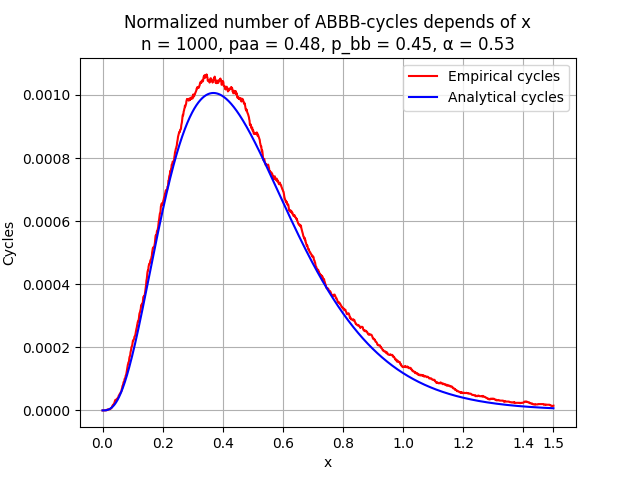 Normalized number of ABBB-cycles depends of x
n = 1000, paa = 0.48, p_bb = 0.45, α = 0.53
Empirical cycles
Analytical cycles
0.0010
0.0008
0.0006
0.0004
0.0002
0.0000
Cycles
0.0 0.2 0.4 0.6 0.8 1.0 1.2 1.4 1.5
x